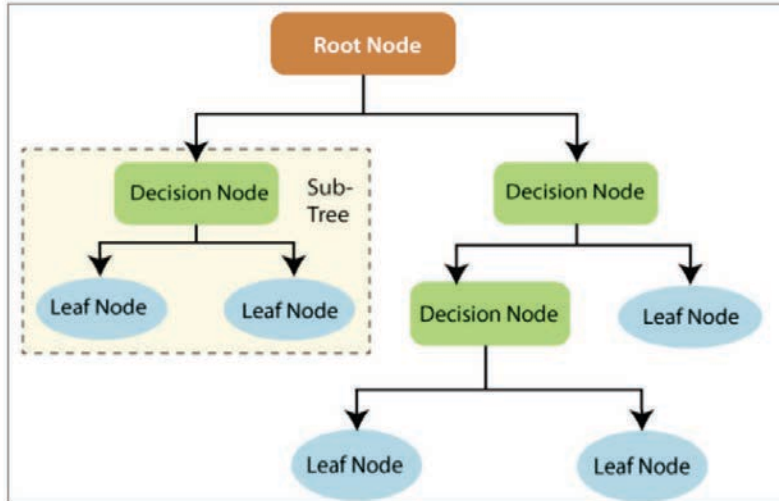 Root Node
Decision Node
Sub-
Tree
Decision Node
Leaf Node
Leaf Node
Decision Node
Leaf Node
Leaf Node
Leaf Node